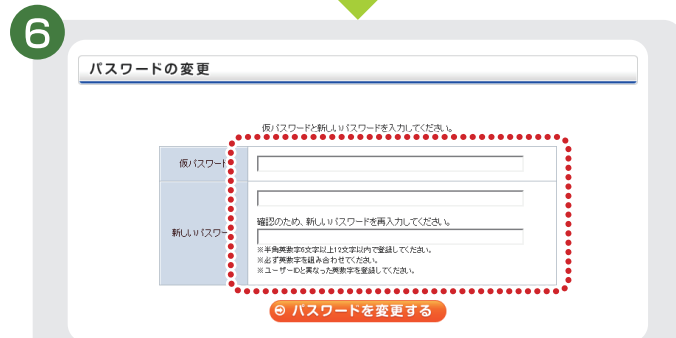 6
パスワードの変更
仮パスワードと新しいパスワードを入力してください。
仮パスワード
確認のため、新しいパスワードを再入力してください。
新しいパスワード
※半角英数字6文字以上12文字以内で登録してください。
※必ず英数字を組み合わせてください。
※ユーザーIDと異なった英数字を登録してください。
パスワードを変更する